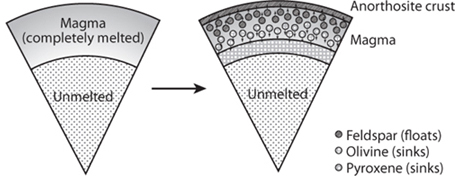 Magma
(completely melted)
Unmelted
Anorthosite crust
Magma
Unmelted
Feldspar (floats)
Olivine (sinks)
Pyroxene (sinks)